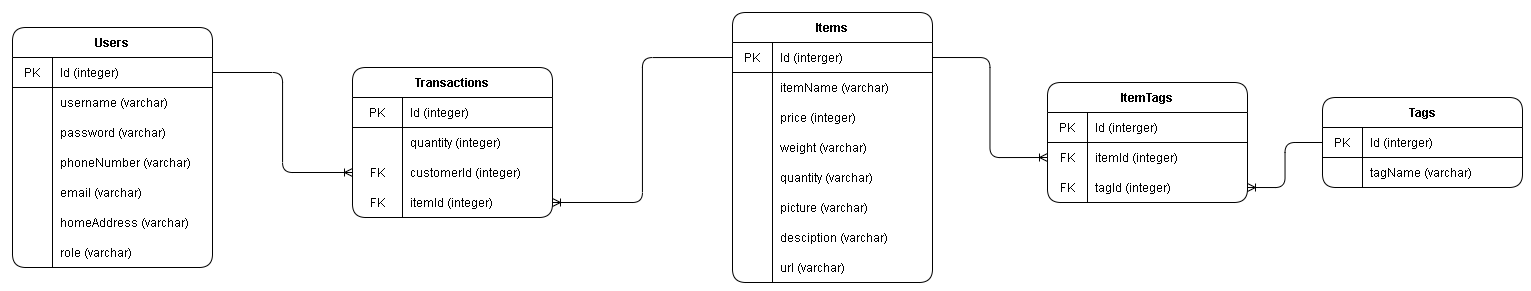 Users
PK Id (integer)
username (varchar)
password (varchar)
phoneNumber (varchar)
email (varchar)
homeAddress (varchar)
role (varchar)
Transactions
PK Id (integer)
quantity (integer)
FK customerId (integer)
FK itemId (integer)
Items
PK Id (interger)
itemName (varchar)
price (integer)
weight (varchar)
quantity (varchar)
picture (varchar)
desciption (varchar)
url (varchar)
ItemTags
PK Id (interger)
FK itemId (integer)
FK tagId (integer)
Tags
PK Id (interger)
tagName (varchar)